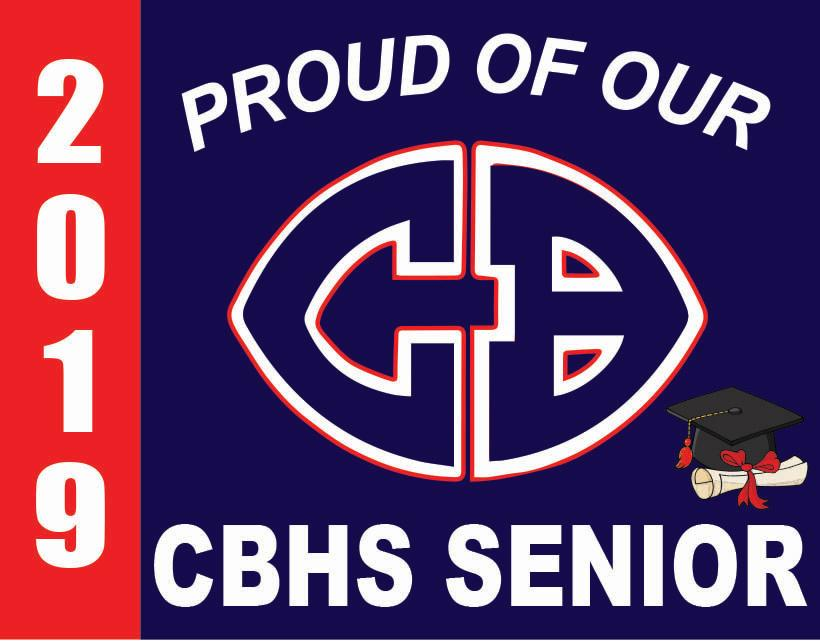 2019
PROUD OF OUR
CB
CBHS SENIOR